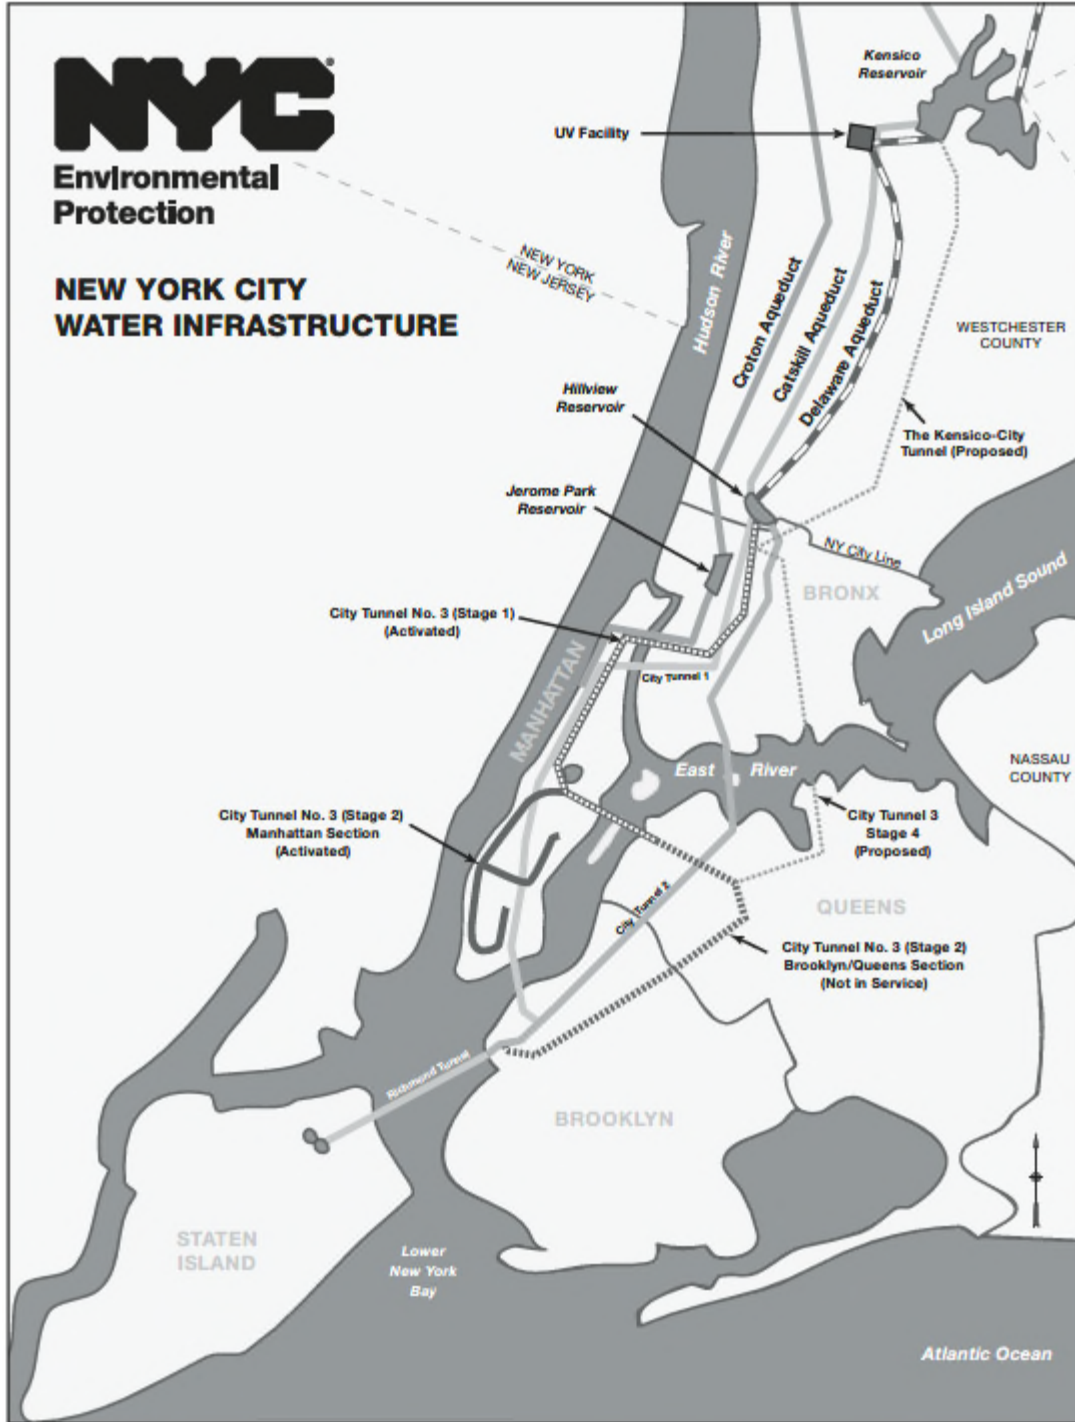 NYC
Environmental
Protection
NEW YORK CITY
WATER INFRASTRUCTURE
Kensico
Reservoir
UV Facility
NEW YORK
NEW JERSEY
Hudson River
Croton Aqueduct
Catskill Aqueduct
Delaware Aqueduct
WESTCHESTER
COUNTY
Hillview
Reservoir
The Kensico-City
Tunnel (Proposed)
Jerome Park
Reservoir
NY City Line
BRONX
Long Island Sound
City Tunnel No. 3 (Stage 1)
(Activated)
MANHATTAN
City Tunnel 1
East River
NASSAU
COUNTY
City Tunnel No. 3 (Stage 2)
Manhattan Section
(Activated)
City Tunnel 3
Stage 4
(Proposed)
City Tunnel 2
QUEENS
City Tunnel No. 3 (Stage 2)
Brooklyn/Queens Section
(Not in Service)
Richmond Tunnel
BROOKLYN
STATEN
ISLAND
Lower
New York
Bay
Atlantic Ocean